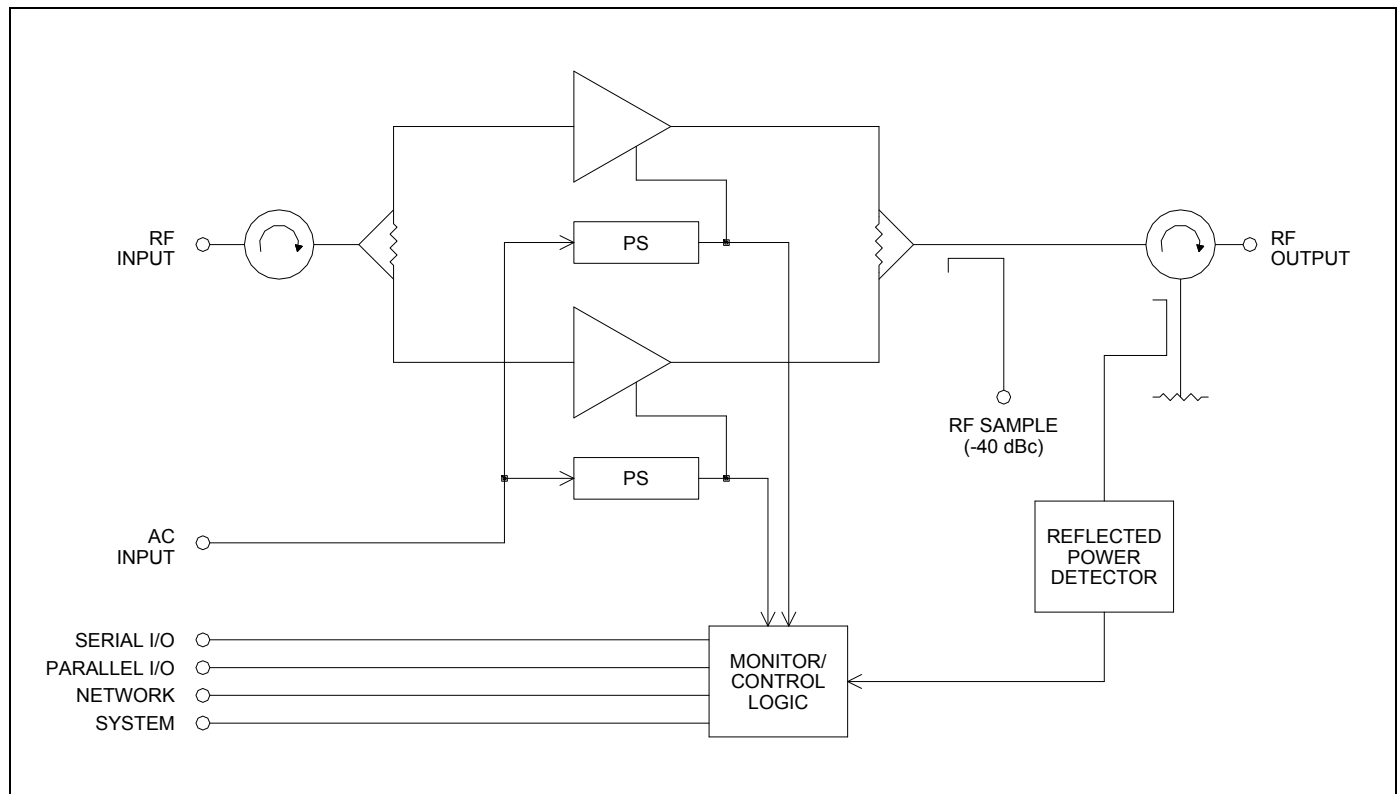 PS
RF
INPUT
RF
OUTPUT
RF SAMPLE
(-40 dBc)
PS
AC
INPUT
REFLECTED
POWER
DETECTOR
SERIAL I/O
PARALLEL I/O
NETWORK
SYSTEM
MONITOR/
CONTROL
LOGIC